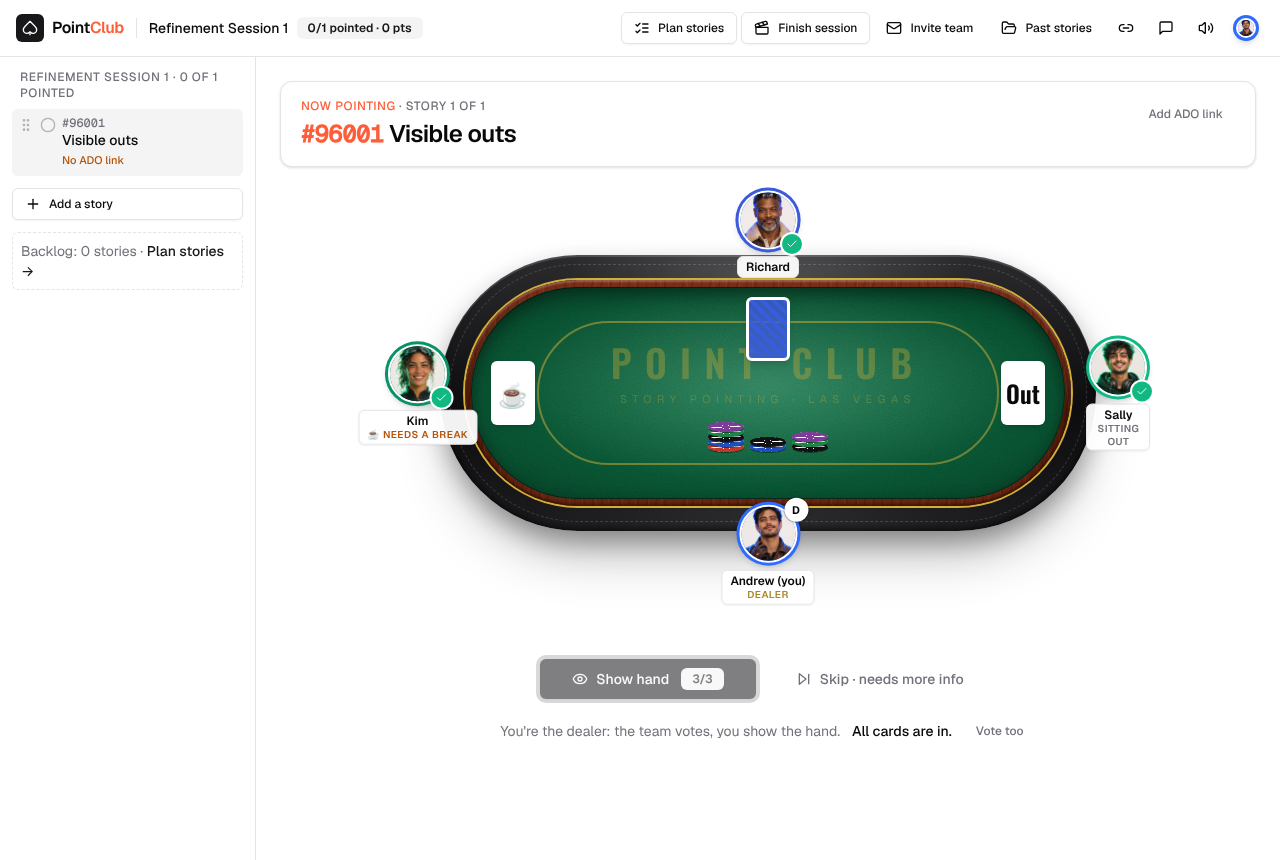 PointClub
Refinement Session 1
0/1 pointed · 0 pts
Plan stories
Finish session
Invite team
Past stories
REFINEMENT SESSION 1 · 0 OF 1
POINTED
#96001
Visible outs
No ADO link
Add a story
Backlog: 0 stories · Plan stories
→
NOW POINTING · STORY 1 OF 1
#96001 Visible outs
Add ADO link
Richard
POINT CLUB
STORY POINTING · LAS VEGAS
Kim
☕ NEEDS A BREAK
Out
Sally
SITTING
OUT
D
Andrew (you)
DEALER
Show hand 3/3
Skip · needs more info
You're the dealer: the team votes, you show the hand. All cards are in. Vote too